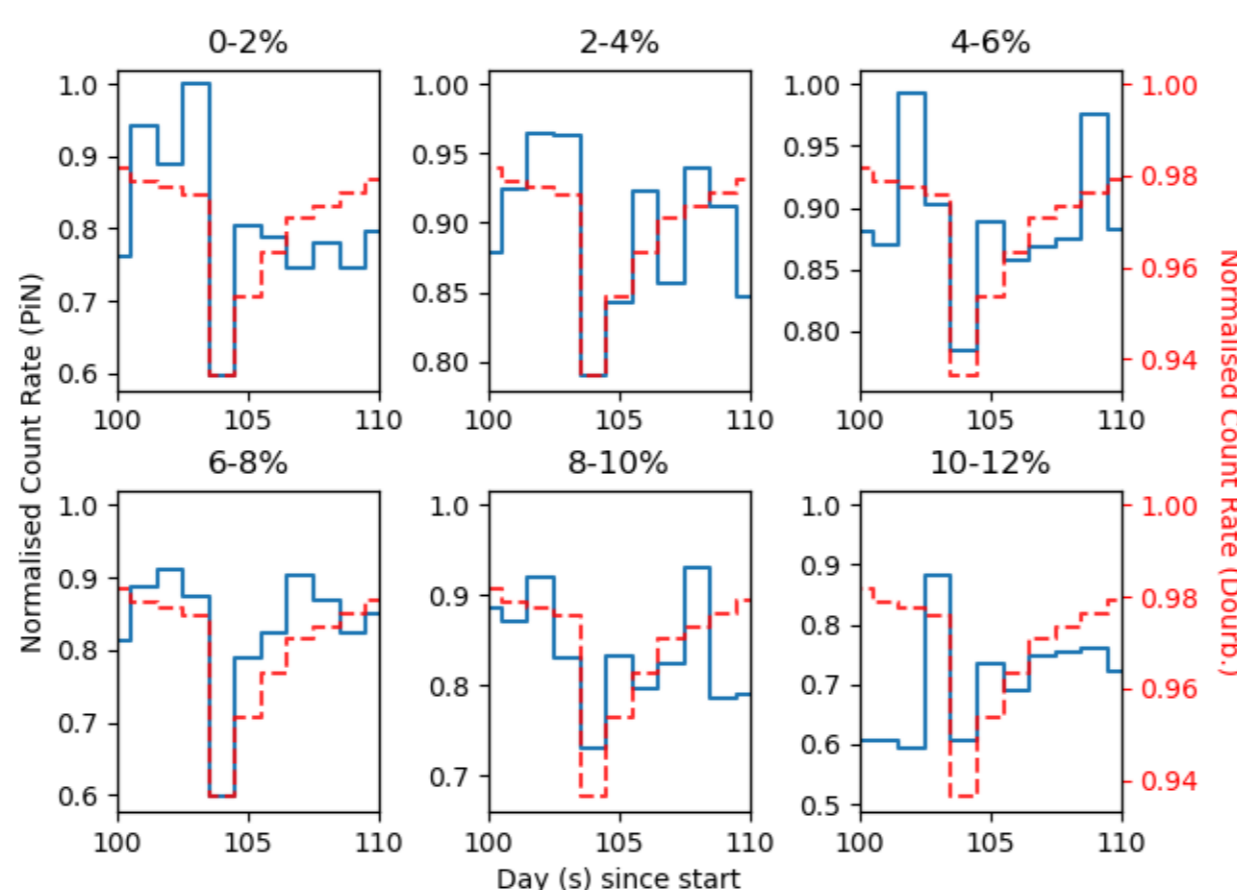 0-2% 2-4% 4-6%
1.0 1.00 1.00 1.00
0.9 0.95 0.95 0.98
0.8 0.90 0.90 0.96
0.7 0.85 0.85 0.94
0.6 0.80 0.80
100 105 110 100 105 110 100 105 110
Normalised Count Rate (PiN)
Normalised Count Rate (Dourb.)
6-8% 8-10% 10-12%
1.0 1.0 1.0 1.00
0.9 0.9 0.9 0.98
0.8 0.8 0.8 0.96
0.7 0.7 0.7 0.94
0.6 0.6
0.5
100 105 110 100 105 110 100 105 110
Day (s) since start